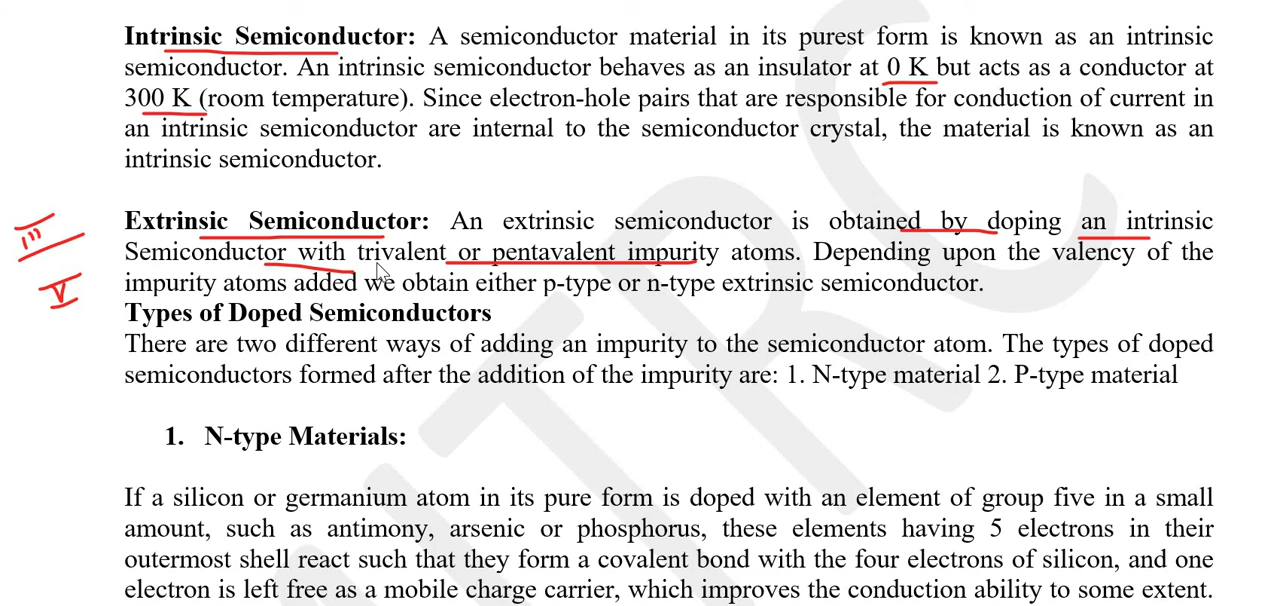 Intrinsic Semiconductor: A semiconductor material in its purest form is known as an intrinsic
semiconductor. An intrinsic semiconductor behaves as an insulator at 0 K but acts as a conductor at
300 K (room temperature). Since electron-hole pairs that are responsible for conduction of current in
an intrinsic semiconductor are internal to the semiconductor crystal, the material is known as an
intrinsic semiconductor.
Extrinsic Semiconductor: An extrinsic semiconductor is obtained by doping an intrinsic
III
Semiconductor with trivalent or pentavalent impurity atoms. Depending upon the valency of the
V
impurity atoms added we obtain either p-type or n-type extrinsic semiconductor.
Types of Doped Semiconductors
There are two different ways of adding an impurity to the semiconductor atom. The types of doped
semiconductors formed after the addition of the impurity are: 1. N-type material 2. P-type material
1. N-type Materials:
If a silicon or germanium atom in its pure form is doped with an element of group five in a small
amount, such as antimony, arsenic or phosphorus, these elements having 5 electrons in their
outermost shell react such that they form a covalent bond with the four electrons of silicon, and one
electron is left free as a mobile charge carrier, which improves the conduction ability to some extent.